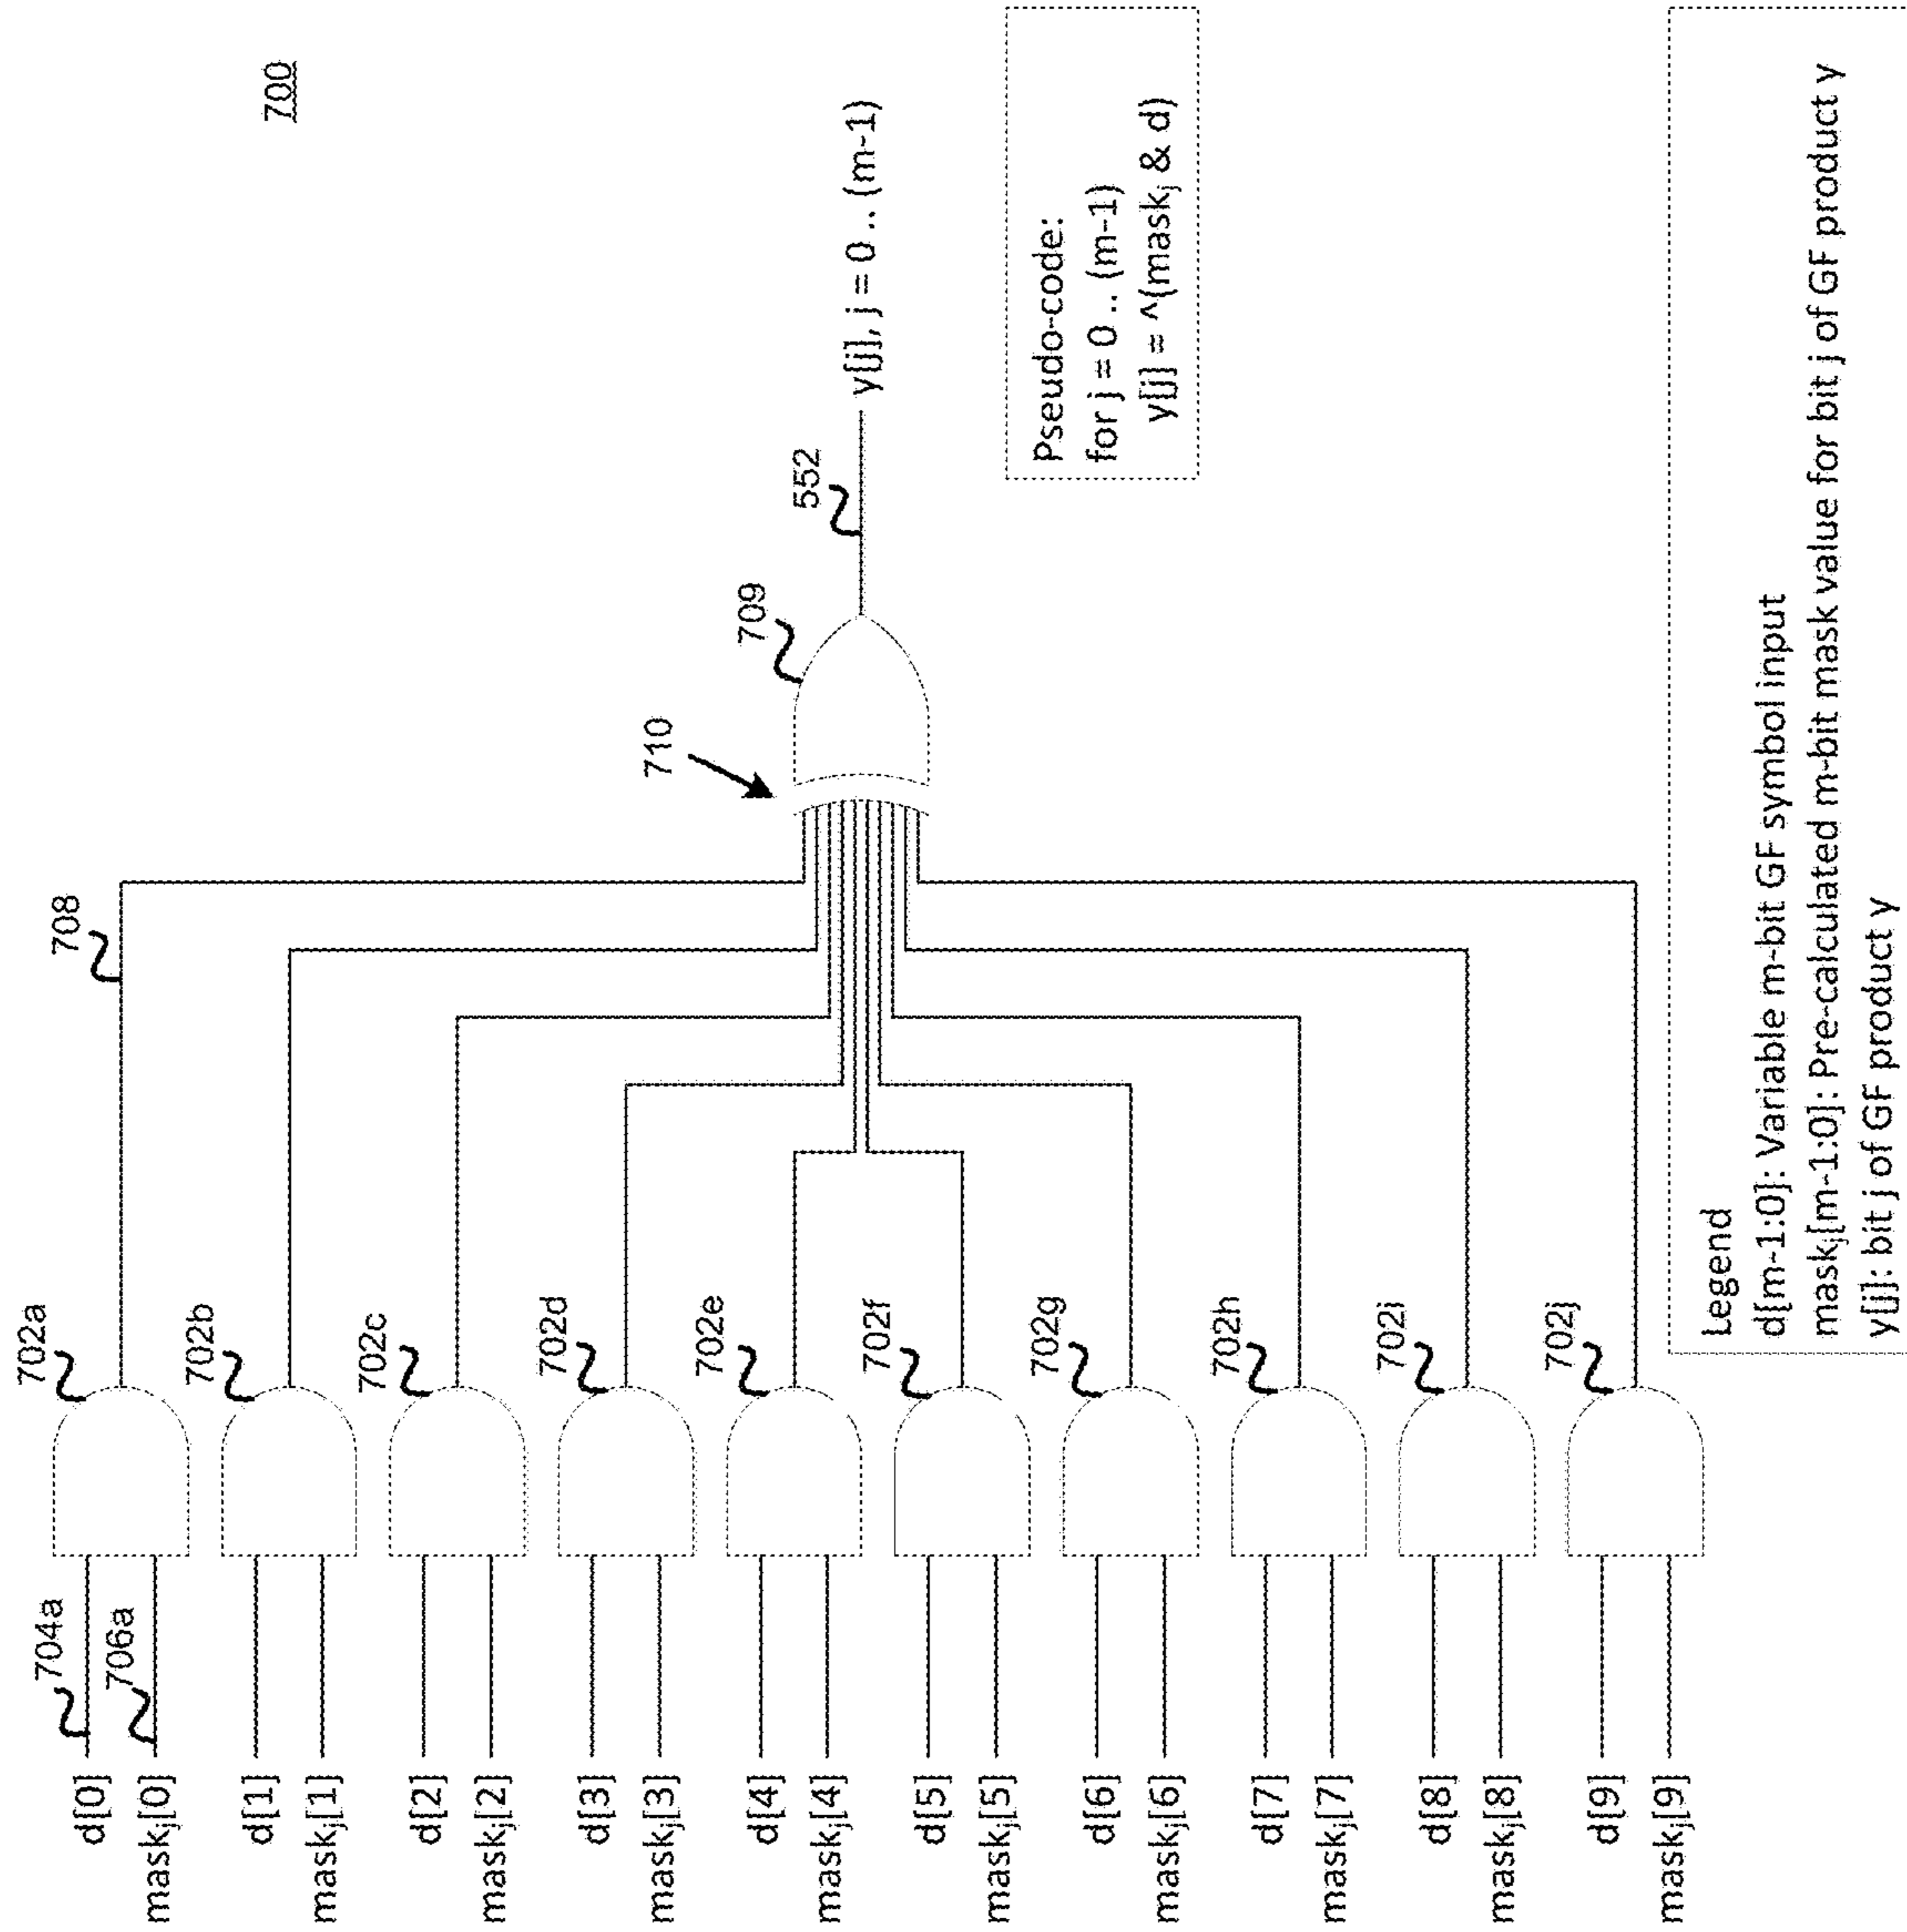 700
702a
704a
d[0]
706a
maskj[0]
708
702b
d[1]
maskj[1]
702c
d[2]
maskj[2]
702d
d[3]
maskj[3]
702e
d[4]
maskj[4]
702f
d[5]
maskj[5]
702g
d[6]
maskj[6]
702h
d[7]
maskj[7]
702i
d[8]
maskj[8]
702j
d[9]
maskj[9]
710
709
552
y[j], j = 0 .. (m-1)
Pseudo-code:
for j = 0 .. (m-1)
y[j] = ^(maskj & d)
Legend
d[m-1:0]: Variable m-bit GF symbol input
maskj[m-1:0]: Pre-calculated m-bit mask value for bit j of GF product y
y[j]: bit j of GF product y